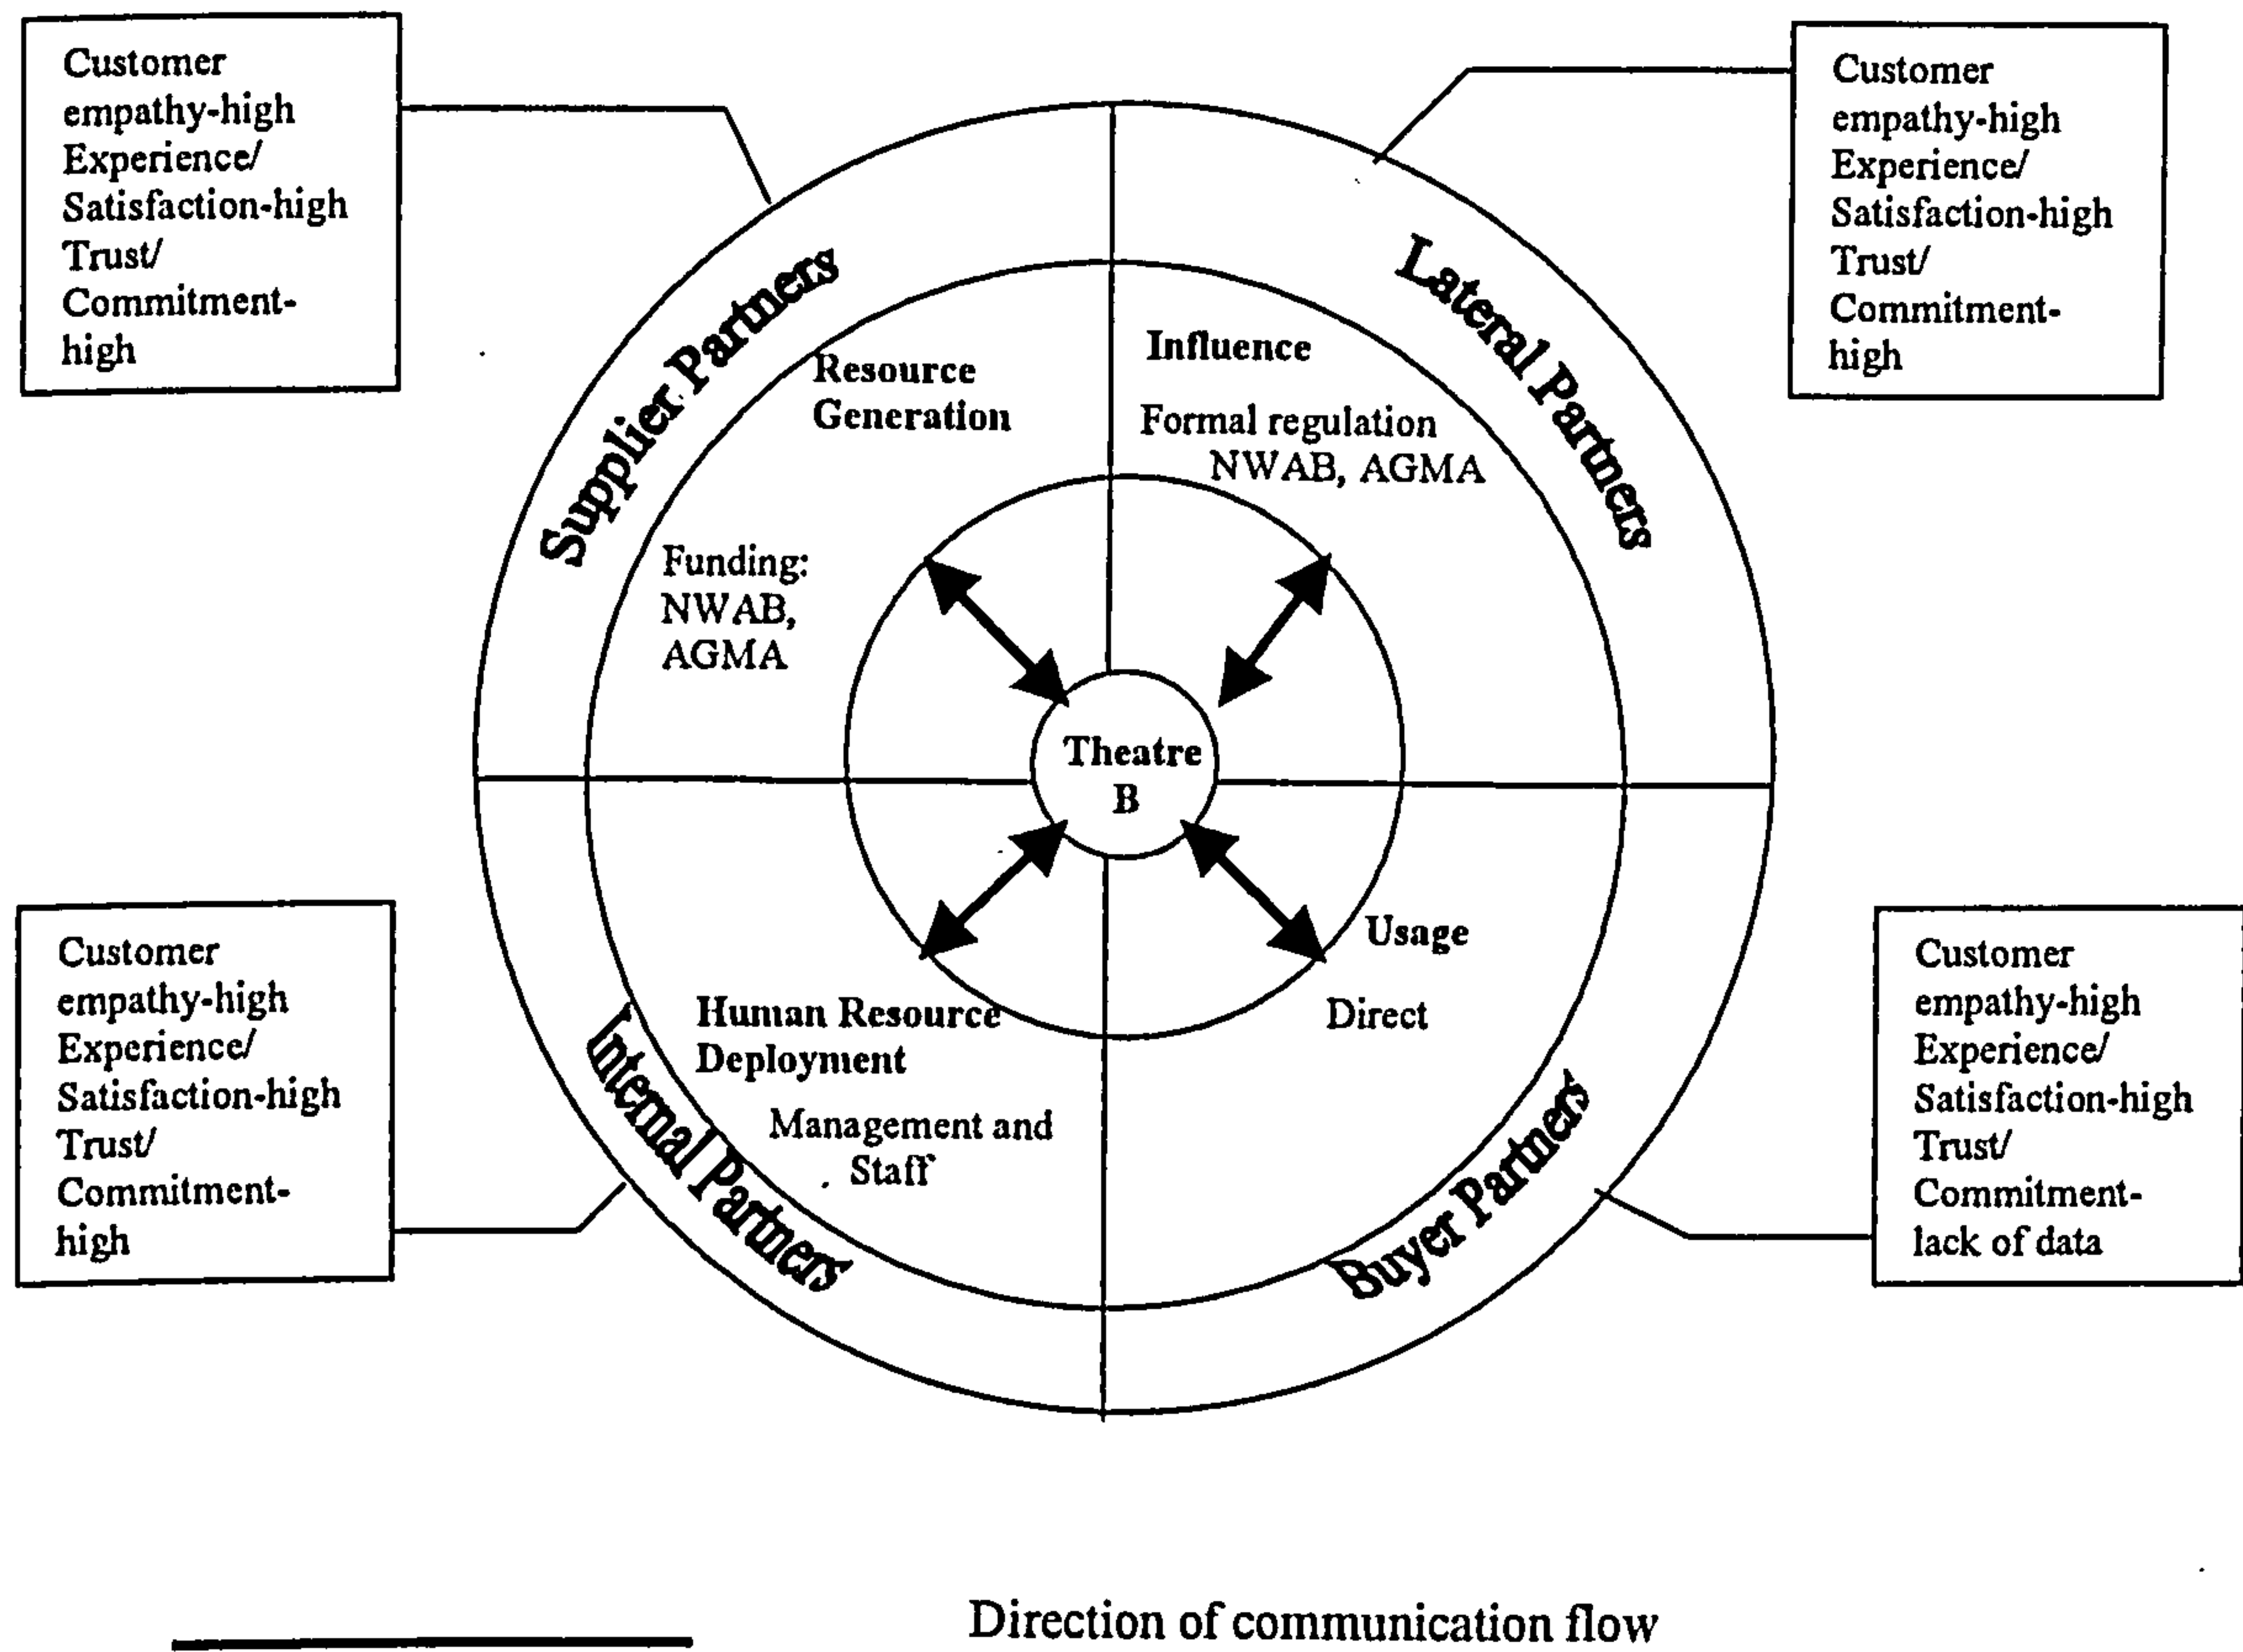 Customer
empathy-high
Experience/
Satisfaction-high
Trust/
Commitment-
high
Customer
empathy-high
Experience/
Satisfaction-high
Trust/
Commitment-
high
Supplier Partners
Lateral Partners
Resource
Generation
Influence
Formal regulation
NWAB, AGMA
Funding:
NWAB,
AGMA
Theatre
B
Usage
Direct
Human Resource
Deployment
Management and
Staff
Internal Partners
Buyer Partners
Customer
empathy-high
Experience/
Satisfaction-high
Trust/
Commitment-
high
Customer
empathy-high
Experience/
Satisfaction-high
Trust/
Commitment-
lack of data
Direction of communication flow